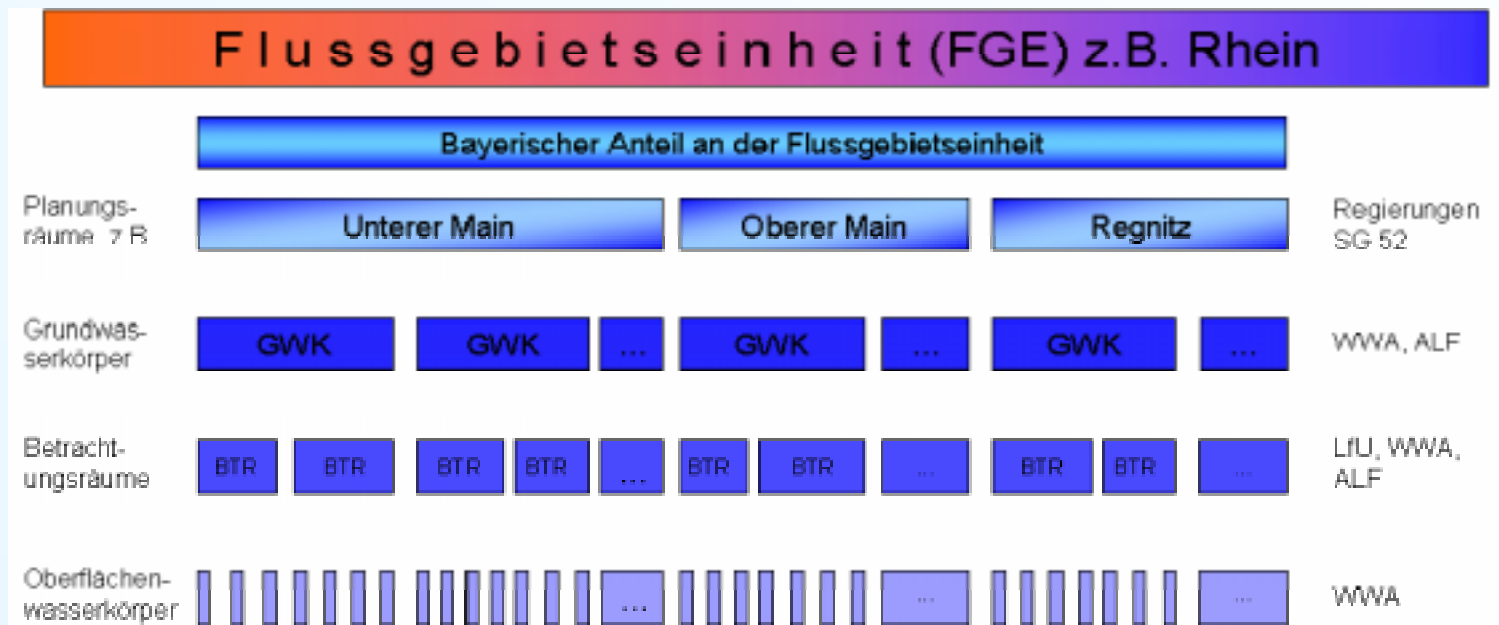 Flussgebietseinheit (FGE) z.B. Rhein
Bayerischer Anteil an der Flussgebietseinheit
Planungs-
räume z.B
Unterer Main
Oberer Main
Regnitz
Regierungen
SG 52
Grundwas-
serkörper
GWK
GWK
...
GWK
...
GWK
...
WWA, ALF
Betracht-
ungsräume
BTR
BTR
BTR
BTR
...
BTR
BTR
...
BTR
BTR
...
LfU, WWA,
ALF
Oberflächen-
wasserkörper
...
...
...
WWA